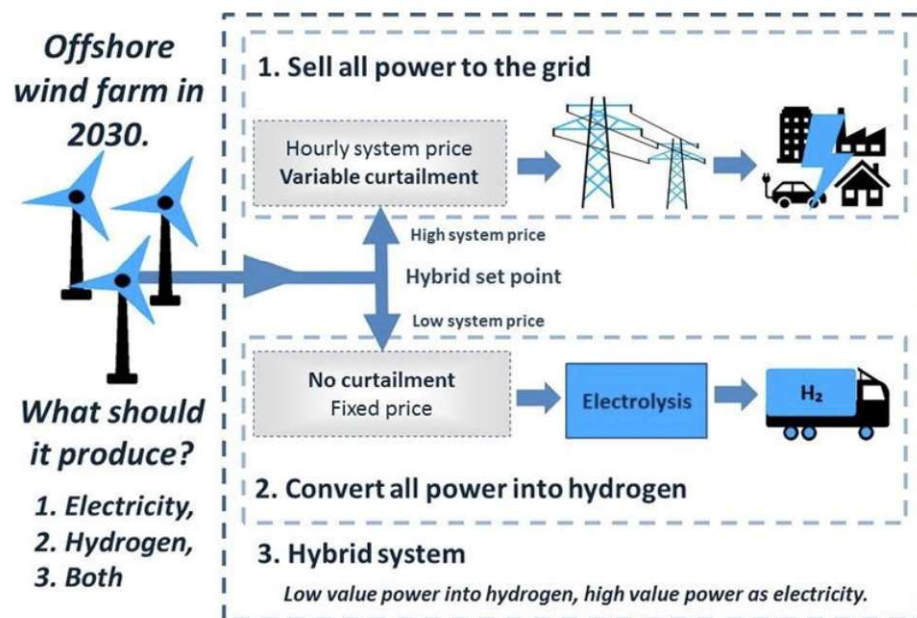 Offshore
wind farm in
2030.
What should
it produce?
1. Electricity,
2. Hydrogen,
3. Both
1. Sell all power to the grid
Hourly system price
Variable curtailment
High system price
Hybrid set point
Low system price
No curtailment
Fixed price
Electrolysis
H₂
2. Convert all power into hydrogen
3. Hybrid system
Low value power into hydrogen, high value power as electricity.